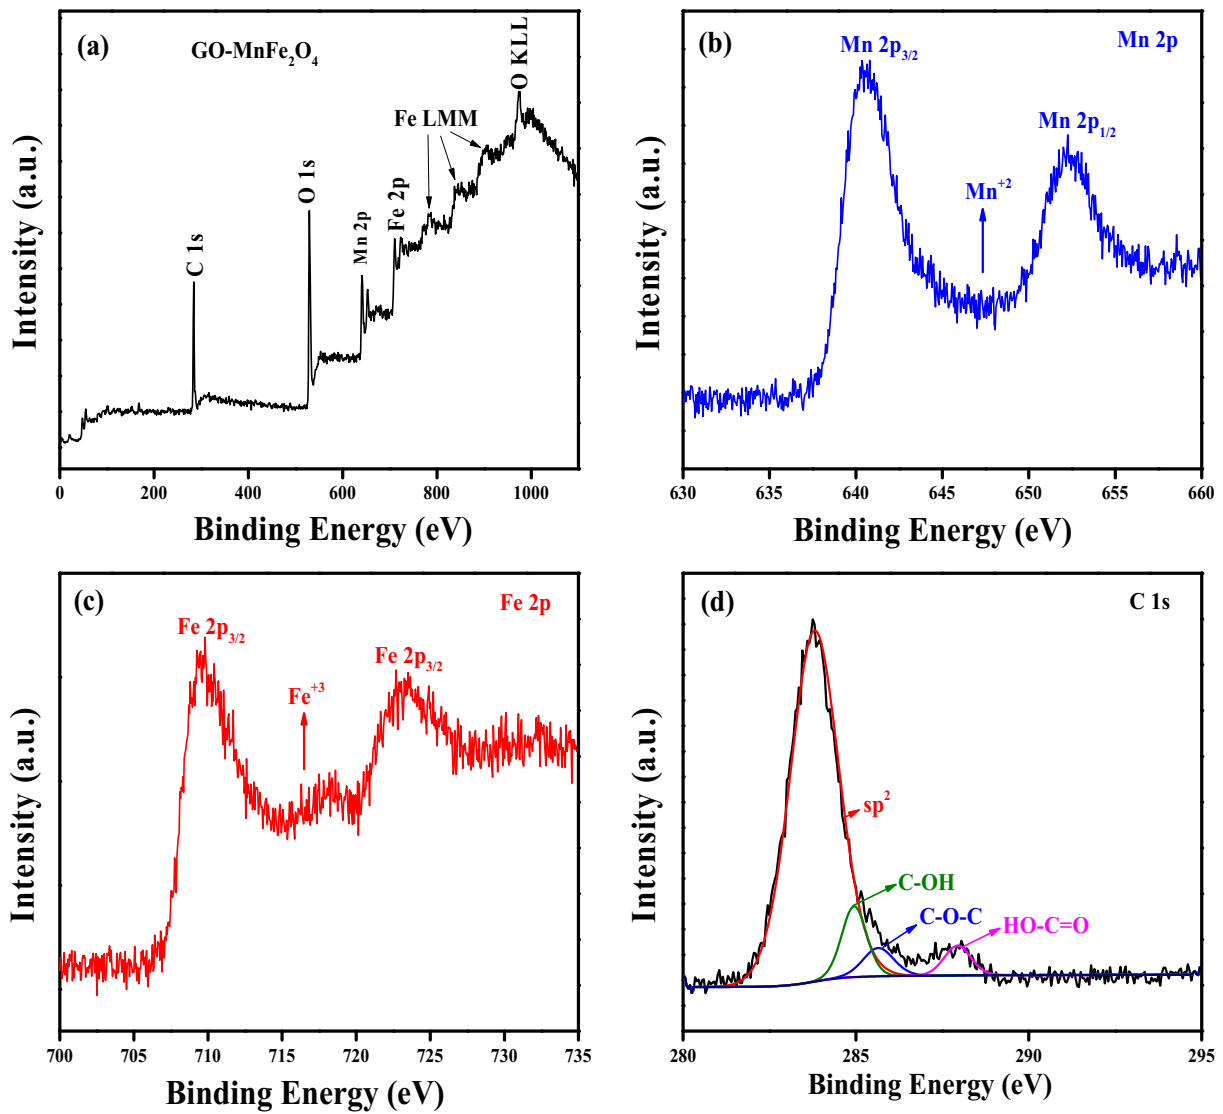 (a)
GO-MnFe₂O₄
C 1s
O 1s
Mn 2p
Fe 2p
Fe LMM
O KLL
Intensity (a.u.)
0 200 400 600 800 1000
Binding Energy (eV)
(b)
Mn 2p₃/₂
Mn 2p
Mn 2p₁/₂
Mn⁺²
Intensity (a.u.)
630 635 640 645 650 655 660
Binding Energy (eV)
(c)
Fe 2p
Fe 2p₃/₂
Fe 2p₃/₂
Fe⁺³
Intensity (a.u.)
700 705 710 715 720 725 730 735
Binding Energy (eV)
(d)
C 1s
sp²
C-OH
C-O-C
HO-C=O
Intensity (a.u.)
280 285 290 295
Binding Energy (eV)